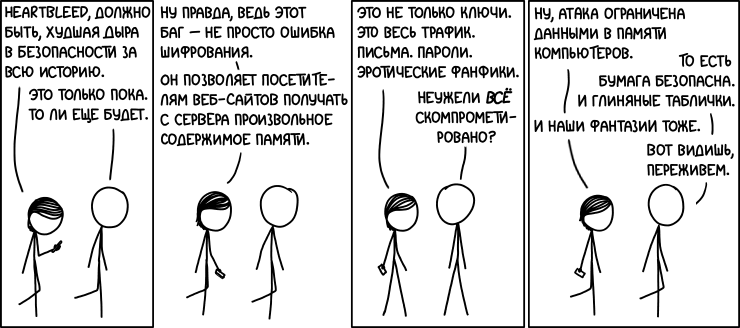 HEARTBLEED, ДОЛЖНО
БЫТЬ, ХУДШАЯ ДЫРА
В БЕЗОПАСНОСТИ ЗА
ВСЮ ИСТОРИЮ.
ЭТО ТОЛЬКО ПОКА.
ТО ЛИ ЕЩЕ БУДЕТ.
НУ ПРАВДА, ВЕДЬ ЭТОТ
БАГ — НЕ ПРОСТО ОШИБКА
ШИФРОВАНИЯ.
ОН ПОЗВОЛЯЕТ ПОСЕТИТЕ-
ЛЯМ ВЕБ-САЙТОВ ПОЛУЧАТЬ
С СЕРВЕРА ПРОИЗВОЛЬНОЕ
СОДЕРЖИМОЕ ПАМЯТИ.
ЭТО НЕ ТОЛЬКО КЛЮЧИ.
ЭТО ВЕСЬ ТРАФИК.
ПИСЬМА. ПАРОЛИ.
ЭРОТИЧЕСКИЕ ФАНФИКИ.
НЕУЖЕЛИ ВСЁ
СКОМПРОМЕТИ-
РОВАНО?
НУ, АТАКА ОГРАНИЧЕНА
ДАННЫМИ В ПАМЯТИ
КОМПЬЮТЕРОВ.
ТО ЕСТЬ
БУМАГА БЕЗОПАСНА.
И ГЛИНЯНЫЕ ТАБЛИЧКИ.
И НАШИ ФАНТАЗИИ ТОЖЕ.
ВОТ ВИДИШЬ,
ПЕРЕЖИВЕМ.